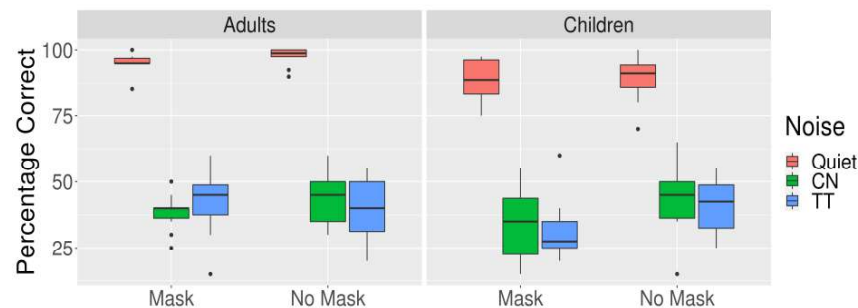 Adults Children
Percentage Correct
100
75
50
25
Mask No Mask Mask No Mask
Noise
Quiet
CN
TT